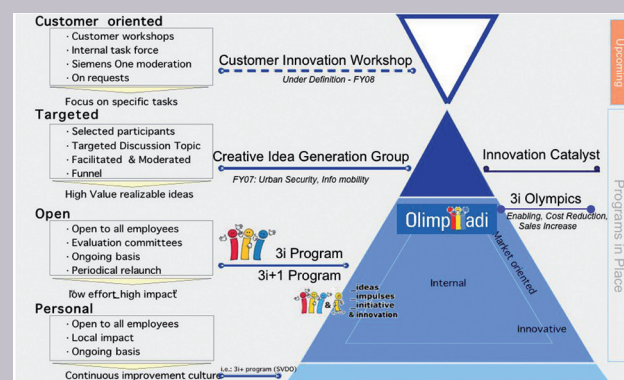 Customer oriented
· Customer workshops
· Internal task force
· Siemens One moderation
· On requests
Focus on specific tasks
Customer Innovation Workshop
Under Definition - FY08
Upcoming
Targeted
· Selected participants
· Targeted Discussion Topic
· Facilitated & Moderated
· Funnel
High Value realizable ideas
Creative Idea Generation Group
FY07: Urban Security, Info mobility
Innovation Catalyst
3i Olympics
Enabling, Cost Reduction,
Sales Increase
Programs in Place
Olimpiadi
Market oriented
Internal
Innovative
Open
· Open to all employees
· Evaluation committees
· Ongoing basis
· Periodical relaunch
low effort high impact
3i Program
3i+1 Program
_ideas
_impulses
_initiative
& innovation
&
Personal
· Open to all employees
· Local impact
· Ongoing basis
Continuous improvement culture
i.e.: 3i+ program (SVDO)